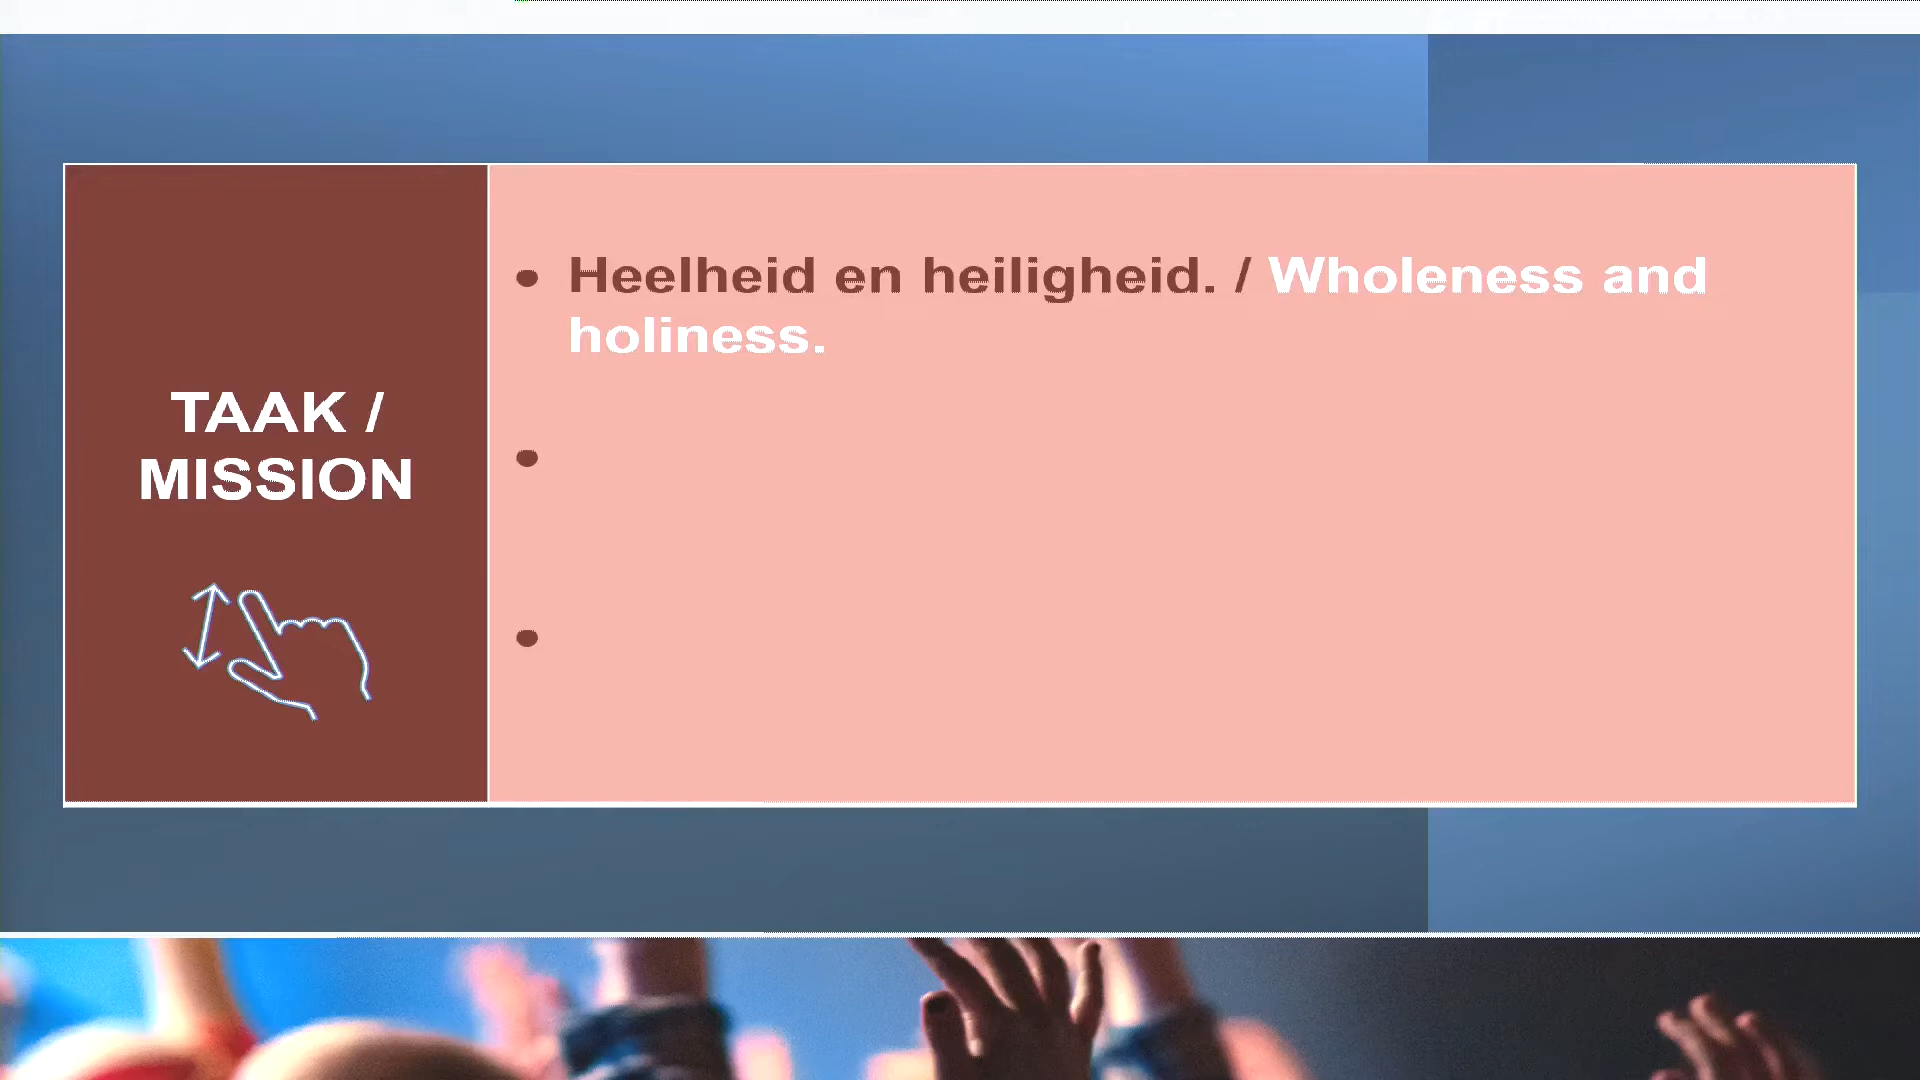 TAAK /
MISSION
• Heelheid en heiligheid. / Wholeness and
holiness.
•
•